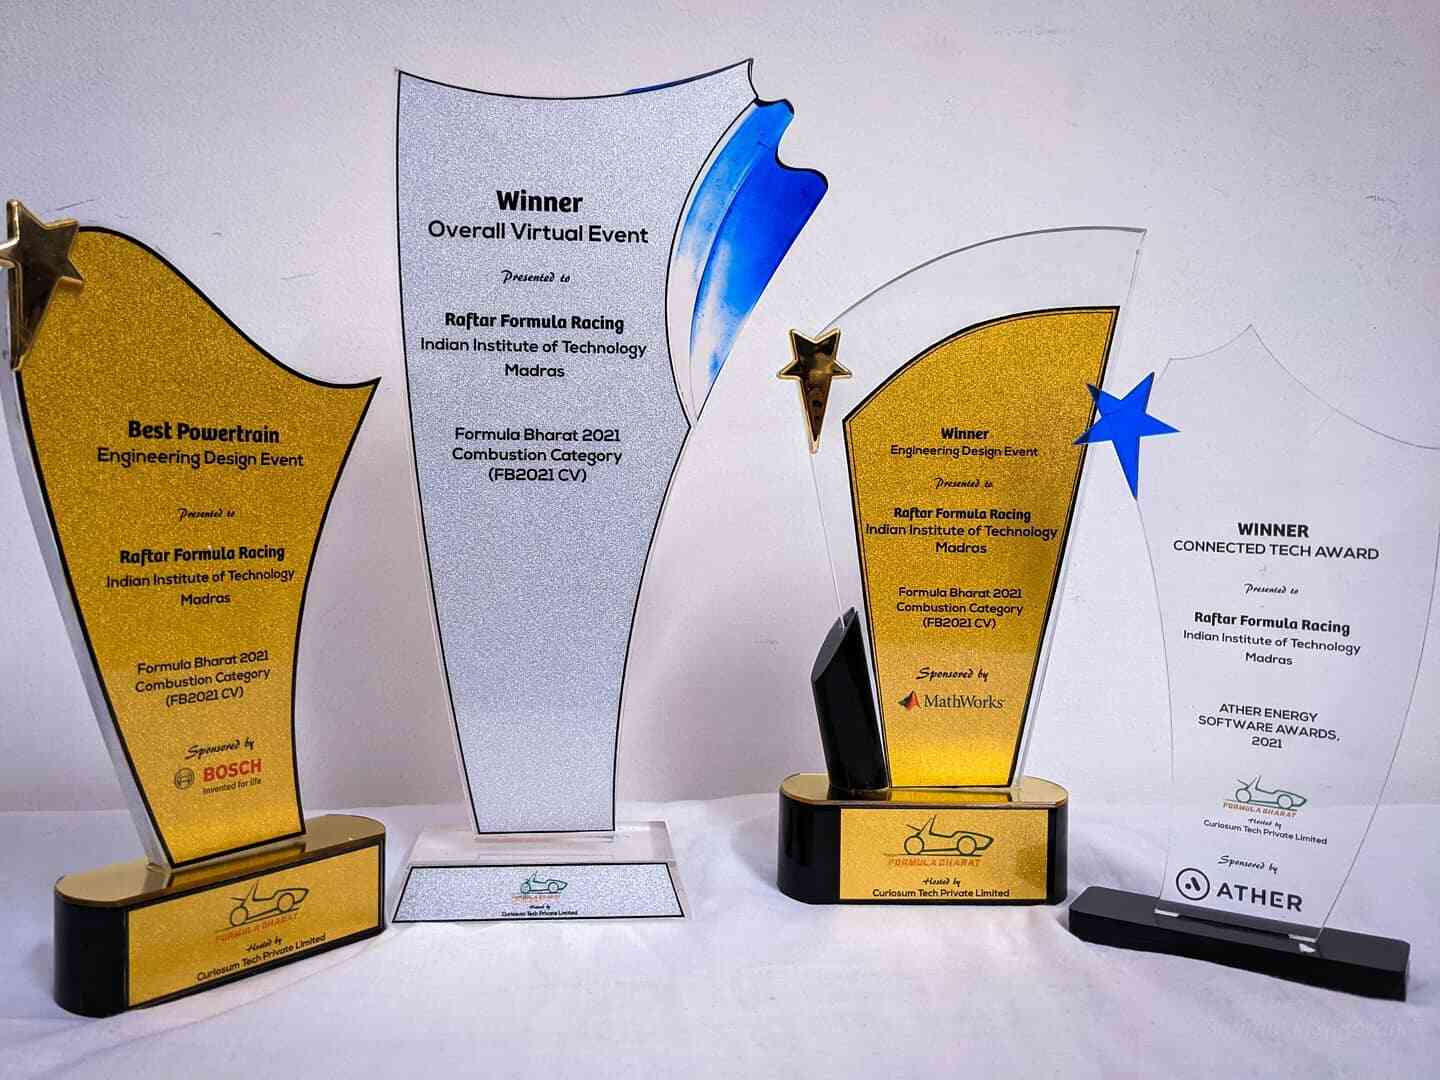 Best Powertrain
Engineering Design Event
Presented to
Raftar Formula Racing
Indian Institute of Technology
Madras
Formula Bharat 2021
Combustion Category
(FB2021 CV)
Sponsored by
BOSCH
Invented for life
FORMULA BHARAT
Hosted by
Curiosum Tech Private Limited
Winner
Overall Virtual Event
Presented to
Raftar Formula Racing
Indian Institute of Technology
Madras
Formula Bharat 2021
Combustion Category
(FB2021 CV)
FORMULA BHARAT
Hosted by
Curiosum Tech Private Limited
Winner
Engineering Design Event
Presented to
Raftar Formula Racing
Indian Institute of Technology
Madras
Formula Bharat 2021
Combustion Category
(FB2021 CV)
Sponsored by
MathWorks
FORMULA BHARAT
Hosted by
Curiosum Tech Private Limited
WINNER
CONNECTED TECH AWARD
Presented to
Raftar Formula Racing
Indian Institute of Technology
Madras
ATHER ENERGY
SOFTWARE AWARDS,
2021
FORMULA BHARAT
Hosted by
Curiosum Tech Private Limited
Sponsored by
ATHER